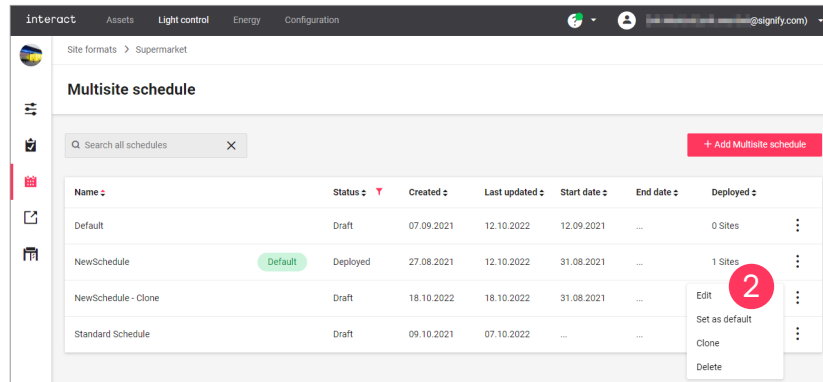 interact Assets Light control Energy Configuration ? @signify.com)
Site formats > Supermarket
Multisite schedule
Search all schedules
+ Add Multisite schedule
Name Status Created Last updated Start date End date Deployed
Default Draft 07.09.2021 12.10.2022 12.09.2021 ... 0 Sites
NewSchedule Default Deployed 27.08.2021 12.10.2022 31.08.2021 ... 1 Sites
NewSchedule - Clone Draft 18.10.2022 18.10.2022 31.08.2021 ...
Standard Schedule Draft 09.10.2021 07.10.2022 ... ...
Edit 2
Set as default
Clone
Delete